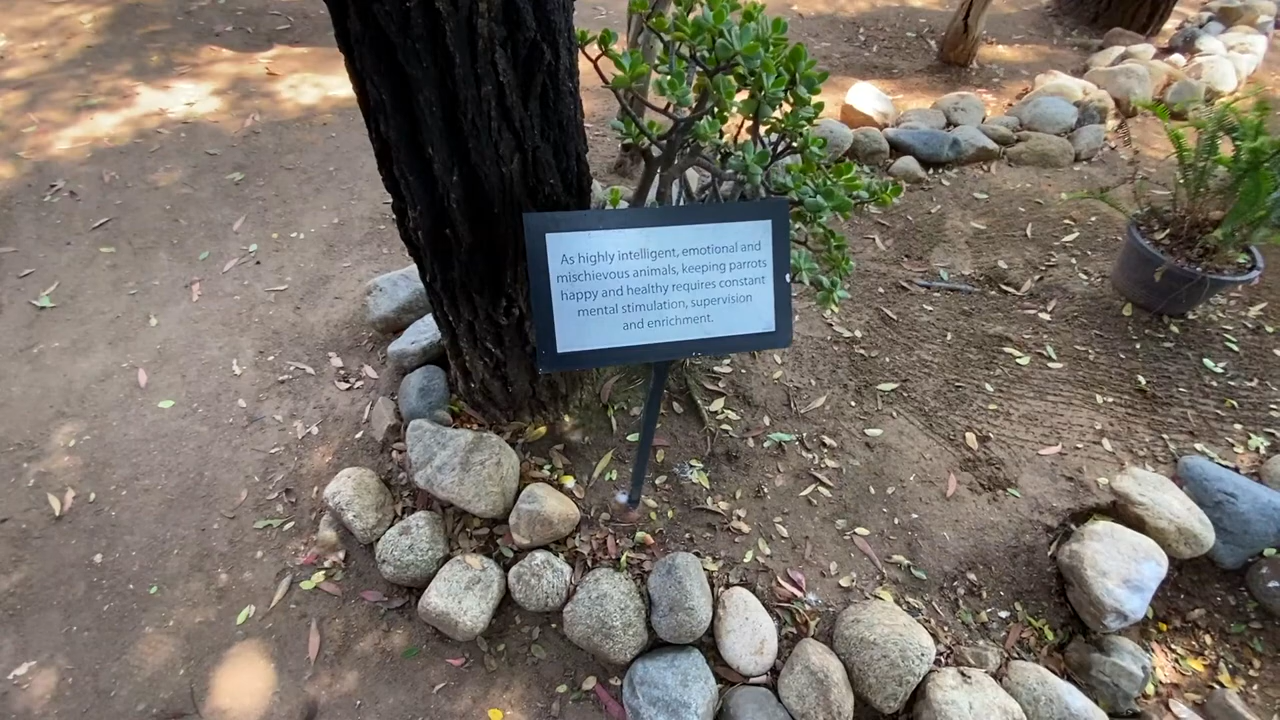 As highly intelligent, emotional and
mischievous animals, keeping parrots
happy and healthy requires constant
mental stimulation, supervision
and enrichment.